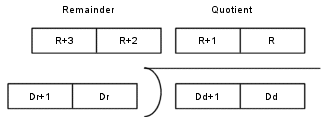 Remainder Quotient
R+3 R+2 R+1 R
Dr+1 Dr Dd+1 Dd